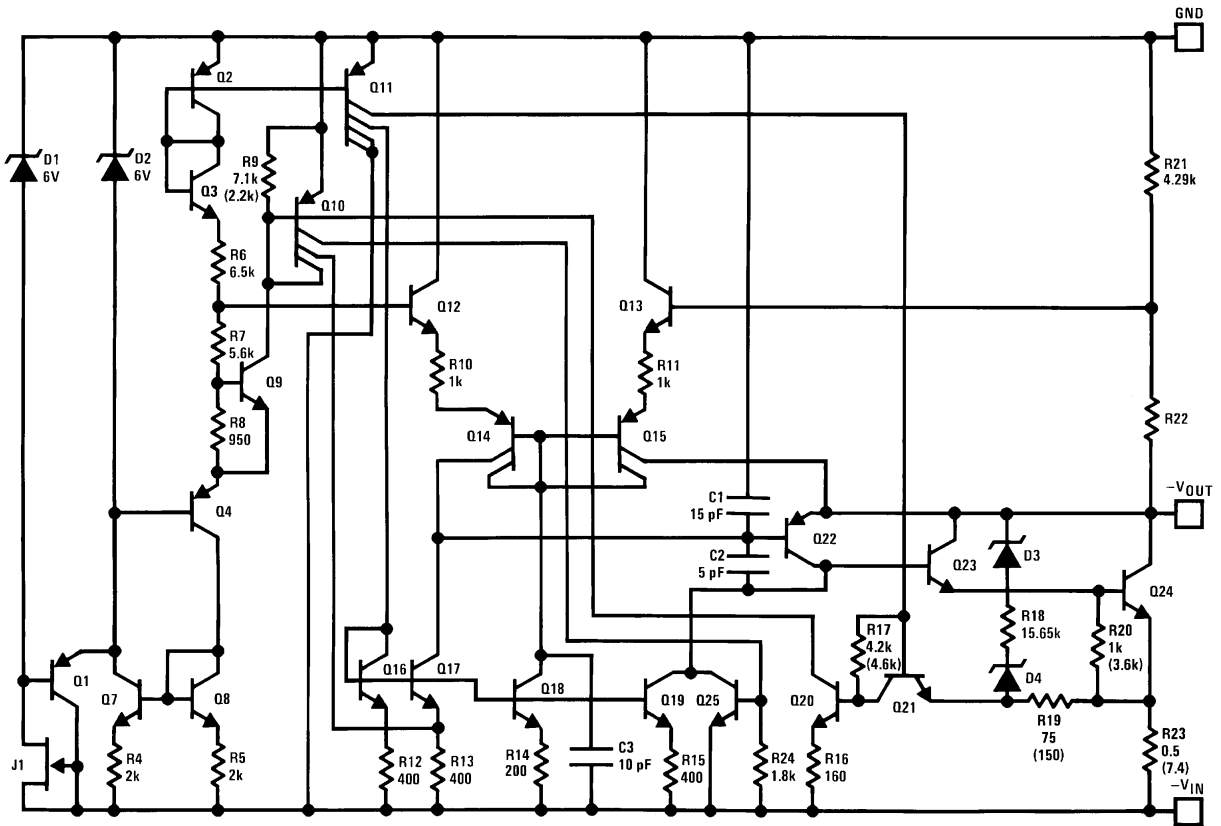 GND
Q2
Q11
D1
6V
D2
6V
R9
7.1k
(2.2k)
R21
4.29k
Q3
Q10
R6
6.5k
Q12
Q13
R7
5.6k
R10
1k
R11
1k
Q9
R8
950
Q14
Q15
R22
C1
15 pF
-VOUT
Q4
Q22
C2
5 pF
Q23
D3
Q24
R18
15.65k
R20
1k
(3.6k)
R17
4.2k
(4.6k)
Q1
Q7
Q8
Q16
Q17
Q18
Q19
Q25
Q20
Q21
D4
R19
75
(150)
J1
R4
2k
R5
2k
R12
400
R13
400
R14
200
C3
10 pF
R15
400
R24
1.8k
R16
160
R23
0.5
(7.4)
-VIN